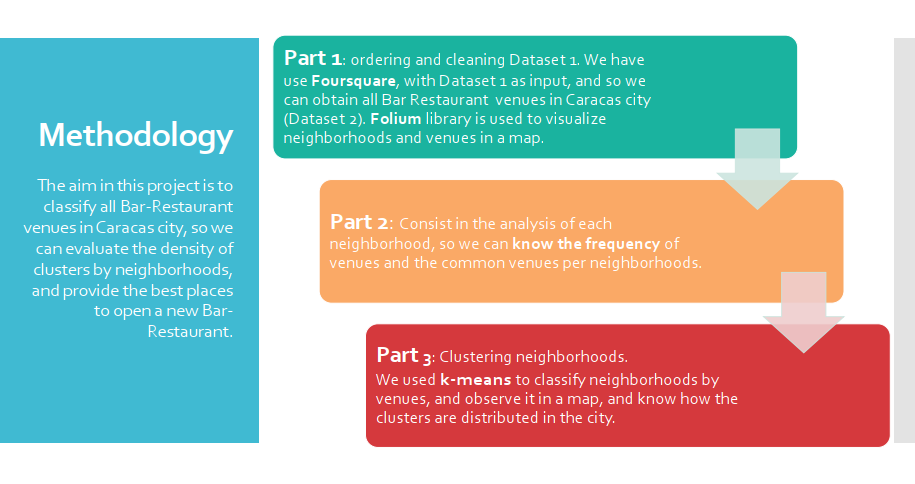 Methodology
The aim in this project is to
classify all Bar-Restaurant
venues in Caracas city, so we
can evaluate the density of
clusters by neighborhoods,
and provide the best places
to open a new Bar-
Restaurant.
Part 1: ordering and cleaning Dataset 1. We have
use Foursquare, with Dataset 1 as input, and so we
can obtain all Bar Restaurant venues in Caracas city
(Dataset 2). Folium library is used to visualize
neighborhoods and venues in a map.
Part 2: Consist in the analysis of each
neighborhood, so we can know the frequency of
venues and the common venues per neighborhoods.
Part 3: Clustering neighborhoods.
We used k-means to classify neighborhoods by
venues, and observe it in a map, and know how the
clusters are distributed in the city.